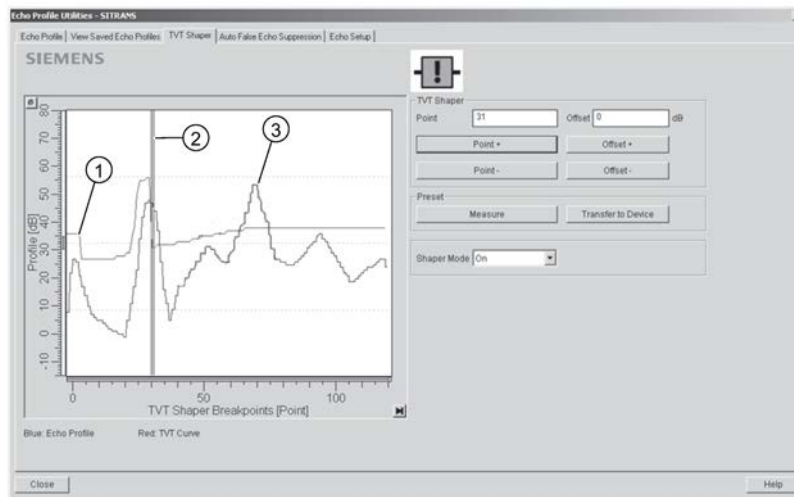 Echo Profile Utilities - SITRANS
Echo Profile | View Saved Echo Profiles | TVT Shaper | Auto False Echo Suppression | Echo Setup |
SIEMENS
TVT Shaper
Point 31 Offset 0 dB
Point + Offset +
Point - Offset -
Preset
Measure Transfer to Device
Shaper Mode On
1
2
3
Profile [dB]
80
70
60
50
40
30
20
10
0
-10
0 50 100
TVT Shaper Breakpoints [Point]
Blue: Echo Profile Red: TVT Curve
Close Help